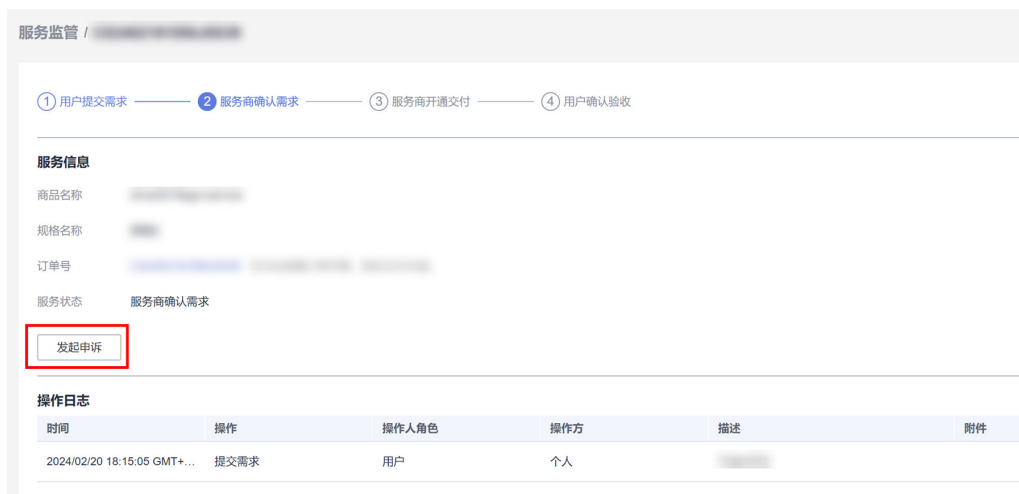 服务监管 /
1 用户提交需求 2 服务商确认需求 3 服务商开通交付 4 用户确认验收
服务信息
商品名称
规格名称
订单号
服务状态 服务商确认需求
发起申诉
操作日志
时间 操作 操作人角色 操作方 描述 附件
2024/02/20 18:15:05 GMT+... 提交需求 用户 个人